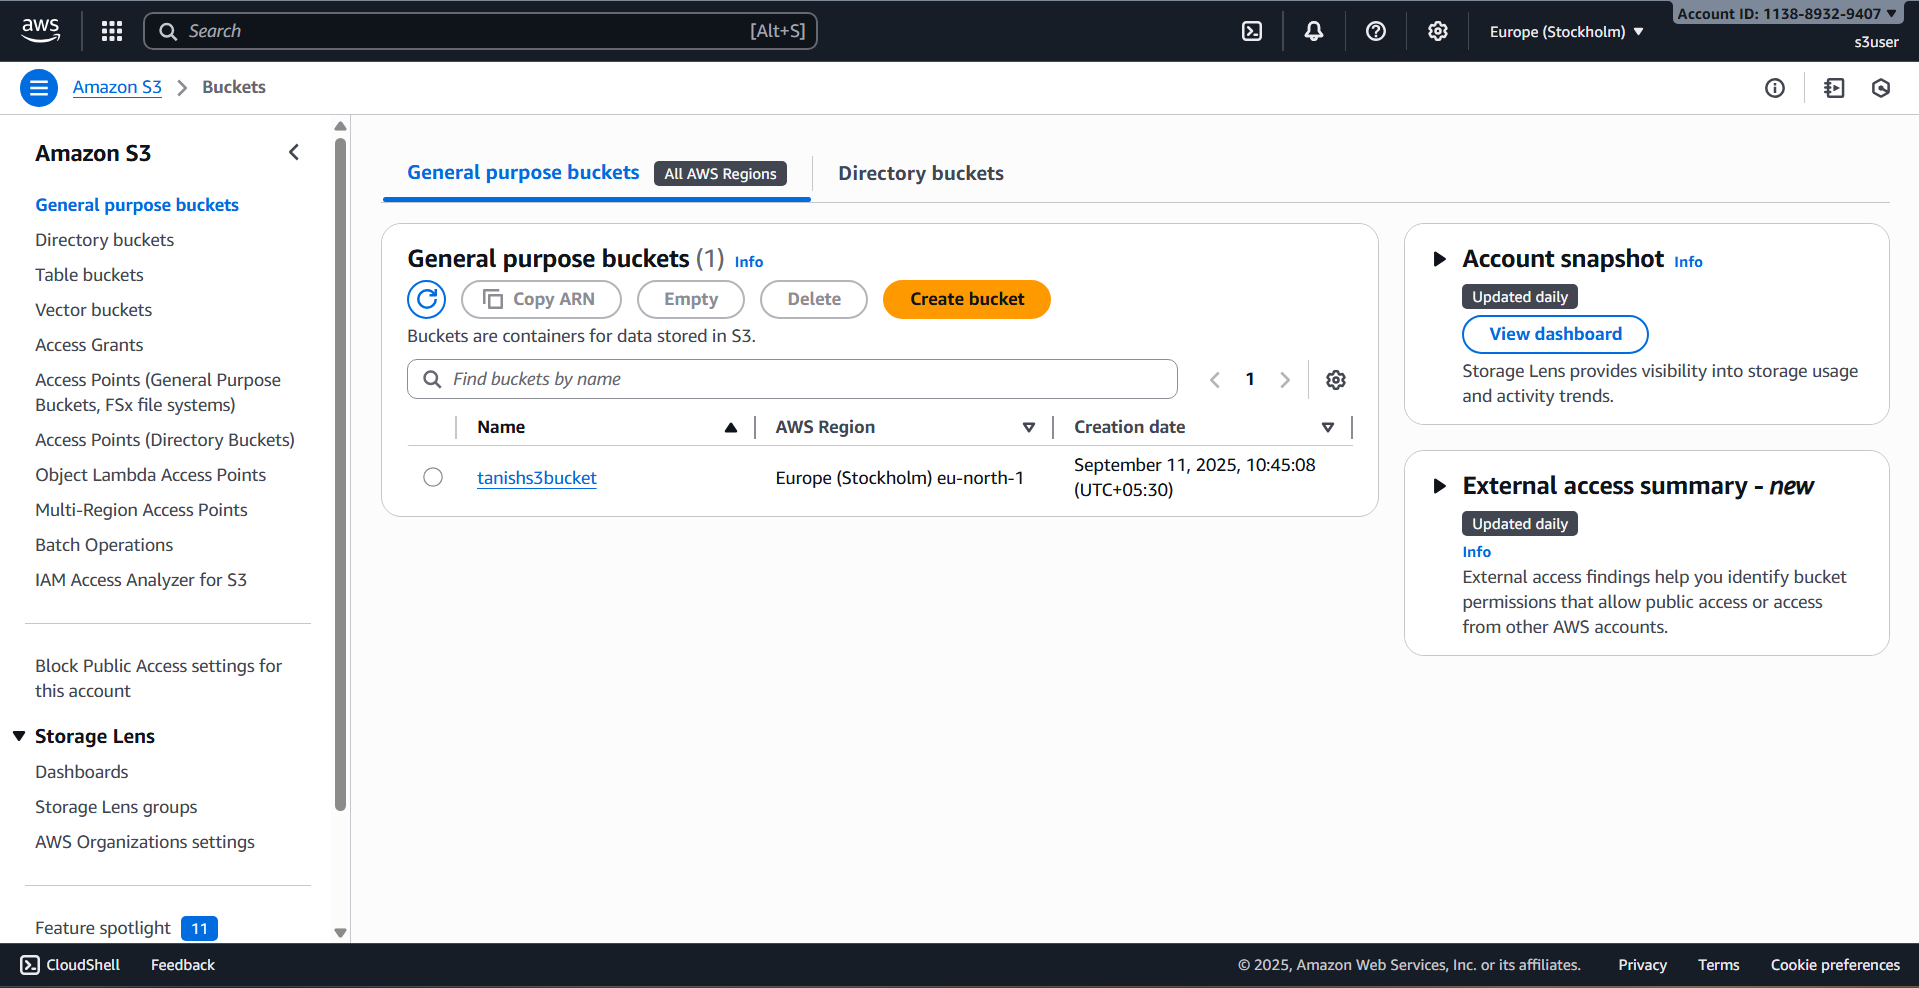 aws
Search
[Alt+S]
Europe (Stockholm)
Account ID: 1138-8932-9407
s3user
Amazon S3
Buckets
Amazon S3
General purpose buckets
Directory buckets
Table buckets
Vector buckets
Access Grants
Access Points (General Purpose
Buckets, FSx file systems)
Access Points (Directory Buckets)
Object Lambda Access Points
Multi-Region Access Points
Batch Operations
IAM Access Analyzer for S3
Block Public Access settings for
this account
Storage Lens
Dashboards
Storage Lens groups
AWS Organizations settings
Feature spotlight 11
General purpose buckets All AWS Regions
Directory buckets
General purpose buckets (1) Info
Copy ARN
Empty
Delete
Create bucket
Buckets are containers for data stored in S3.
Find buckets by name
1
Name
AWS Region
Creation date
tanishs3bucket
Europe (Stockholm) eu-north-1
September 11, 2025, 10:45:08
(UTC+05:30)
Account snapshot Info
Updated daily
View dashboard
Storage Lens provides visibility into storage usage
and activity trends.
External access summary - new
Updated daily
Info
External access findings help you identify bucket
permissions that allow public access or access
from other AWS accounts.
CloudShell
Feedback
© 2025, Amazon Web Services, Inc. or its affiliates.
Privacy
Terms
Cookie preferences